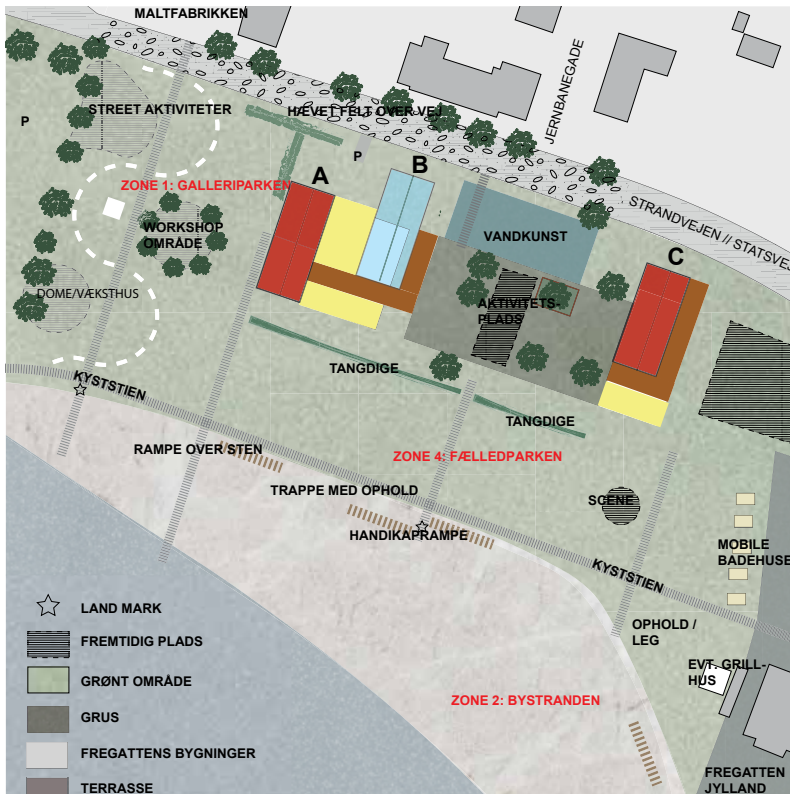 MALTFABRIKKEN
STREET AKTIVITETER
HÆVET FELT OVER VEJ
JERNBANEGADE
P
P
B
A
ZONE 1: GALLERIPARKEN
STRANDVEJEN // STATSVEJ
WORKSHOP
OMRÅDE
VANDKUNST
C
DOME/VÆKSTHUS
AKTIVITETS-
PLADS
TANGDIGE
KYSTSTIEN
TANGDIGE
RAMPE OVER STEN
ZONE 4: FÆLLEDPARKEN
TRAPPE MED OPHOLD
SCENE
HANDIKAPRAMPE
MOBILE
BADEHUSE
KYSTSTIEN
LAND MARK
OPHOLD /
LEG
FREMTIDIG PLADS
EVT. GRILL-
HUS
GRØNT OMRÅDE
ZONE 2: BYSTRANDEN
GRUS
FREGATTENS BYGNINGER
FREGATTEN
JYLLAND
TERRASSE